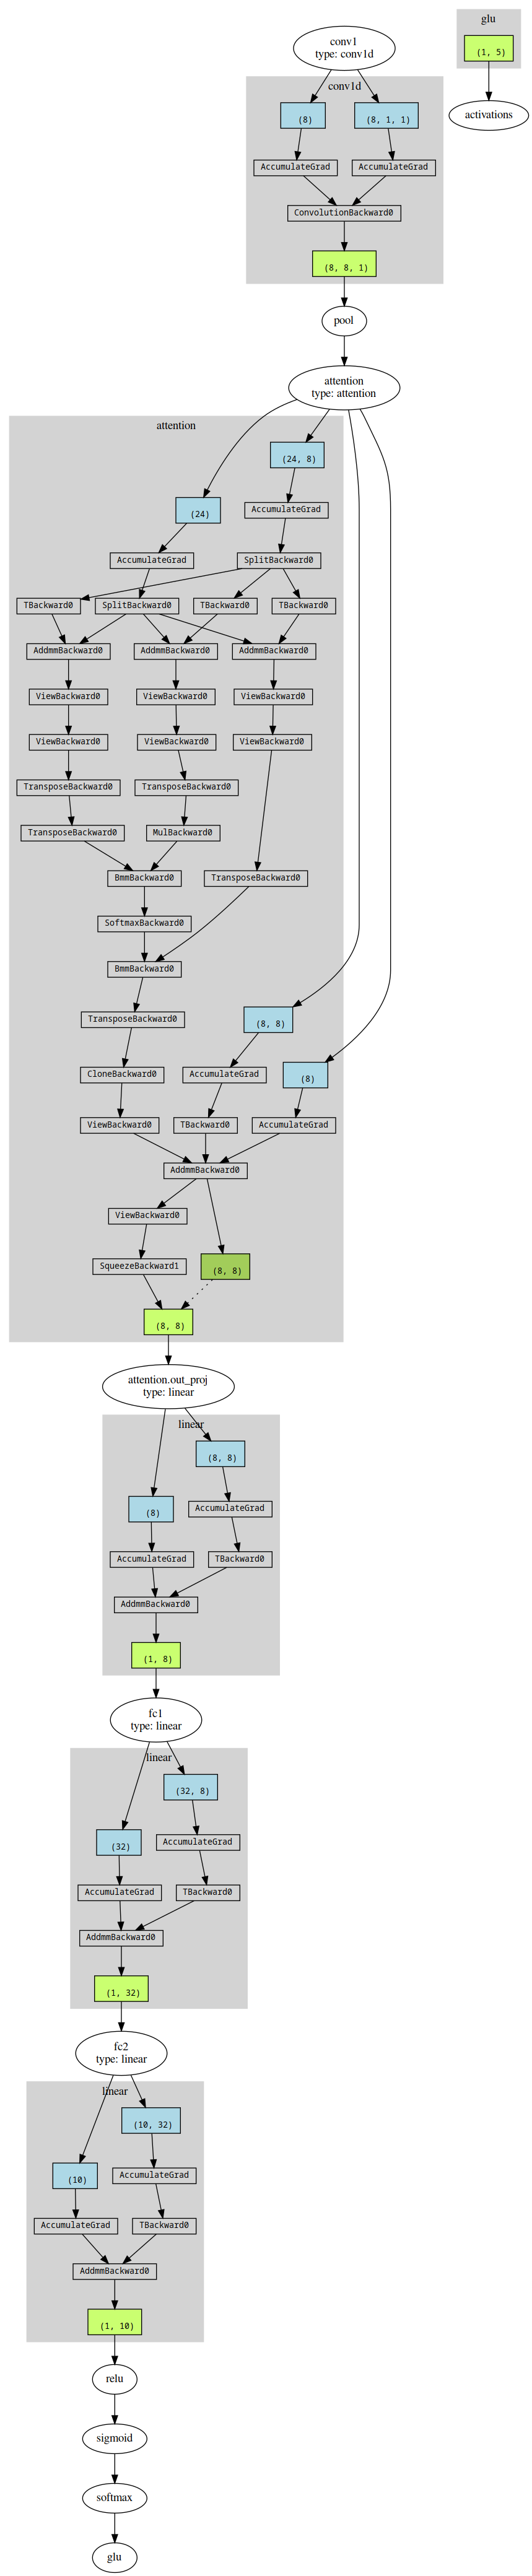 glu
(1, 5)
activations
conv1
type: conv1d
conv1d
(8)
(8, 1, 1)
AccumulateGrad
AccumulateGrad
ConvolutionBackward0
(8, 8, 1)
pool
attention
type: attention
attention
(24, 8)
(24)
AccumulateGrad
AccumulateGrad
SplitBackward0
TBackward0
SplitBackward0
TBackward0
TBackward0
AddmmBackward0
AddmmBackward0
AddmmBackward0
ViewBackward0
ViewBackward0
ViewBackward0
ViewBackward0
ViewBackward0
ViewBackward0
TransposeBackward0
TransposeBackward0
TransposeBackward0
MulBackward0
BmmBackward0
TransposeBackward0
SoftmaxBackward0
BmmBackward0
TransposeBackward0
(8, 8)
CloneBackward0
AccumulateGrad
(8)
ViewBackward0
TBackward0
AccumulateGrad
AddmmBackward0
ViewBackward0
SqueezeBackward1
(8, 8)
(8, 8)
attention.out_proj
type: linear
linear
(8, 8)
(8)
AccumulateGrad
AccumulateGrad
TBackward0
AddmmBackward0
(1, 8)
fc1
type: linear
linear
(32, 8)
(32)
AccumulateGrad
AccumulateGrad
TBackward0
AddmmBackward0
(1, 32)
fc2
type: linear
linear
(10, 32)
(10)
AccumulateGrad
AccumulateGrad
TBackward0
AddmmBackward0
(1, 10)
relu
sigmoid
softmax
glu